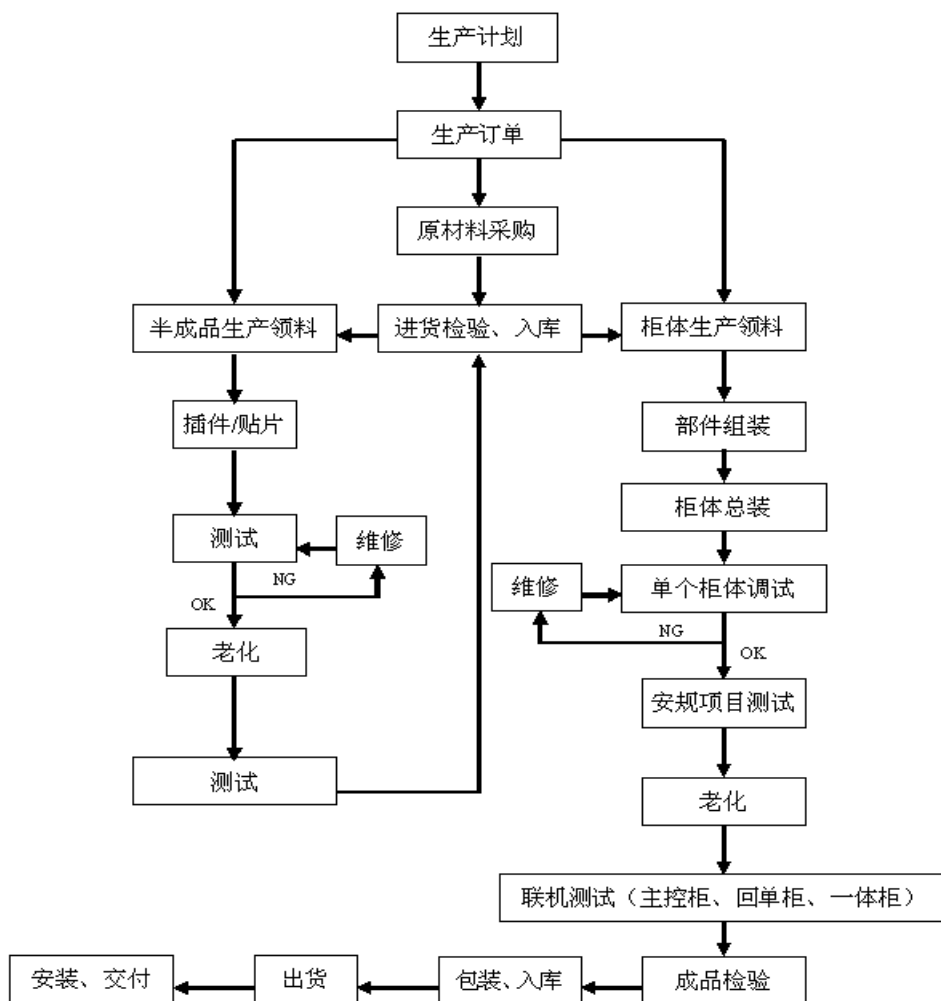 生产计划
生产订单
原材料采购
半成品生产领料
进货检验、入库
柜体生产领料
插件/贴片
部件组装
柜体总装
测试
维修
NG
OK
维修
单个柜体调试
NG
OK
老化
安规项目测试
测试
老化
联机测试（主控柜、回单柜、一体柜）
安装、交付
出货
包装、入库
成品检验